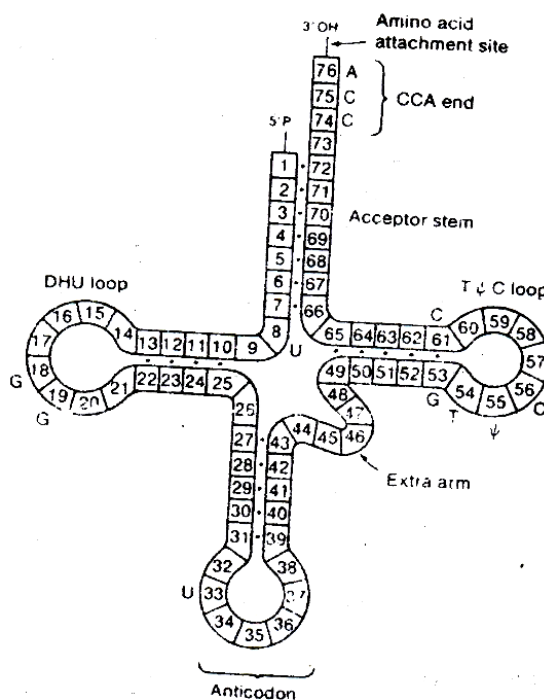 3'OH
Amino acid
attachment site
76 A
75 C
74 C
CCA end
5'P
73
1 72
2 71
3 70
Acceptor stem
4 69
5 68
6 67
7 66
DHU loop
T ψ C loop
8 U
9 10 11 12 13
14 15 16 17 18 19 20 21
G
G
22 23 24 25
26
65 64 63 62 61
C
60 59 58 57 56 55 54
C
ψ
T
49 50 51 52 53
G
48
47
46
45
44
Extra arm
27 43
28 42
29 41
30 40
31 39
32 38
U 33 37
34 35 36
Anticodon